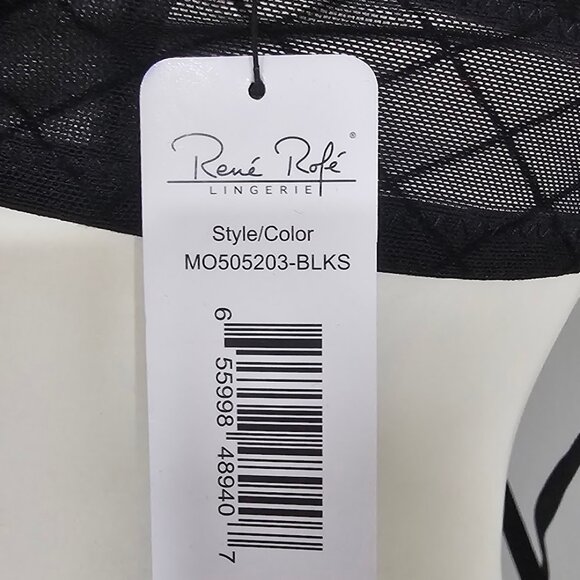 René Rofé®
LINGERIE
Style/Color
MO505203-BLKS
6 55998 48940 7